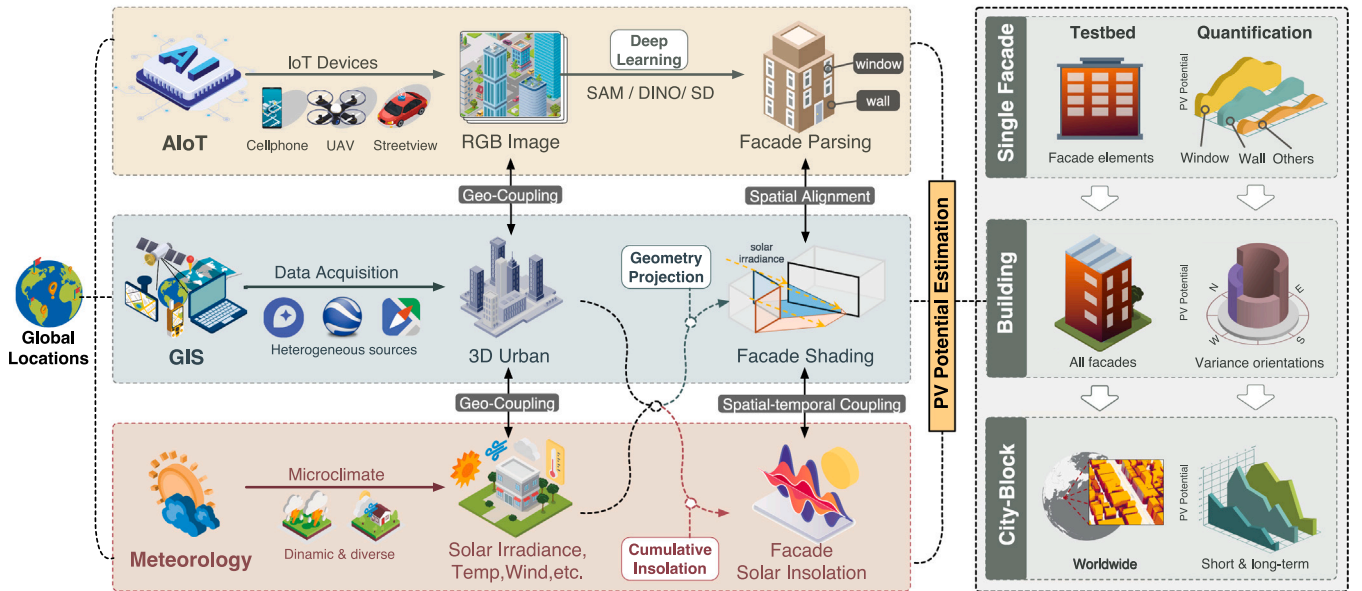 Global
Locations
AI
AIoT
IoT Devices
Cellphone
UAV
Streetview
RGB Image
Deep
Learning
SAM / DINO/ SD
window
wall
Facade Parsing
Geo-Coupling
Spatial Alignment
GIS
Data Acquisition
Heterogeneous sources
3D Urban
Geometry
Projection
solar
irradiance
Facade Shading
Geo-Coupling
Spatial-temporal Coupling
Meteorology
Microclimate
Dinamic & diverse
%
Solar Irradiance,
Temp,Wind,etc.
Cumulative
Insolation
Facade
Solar Insolation
PV Potential Estimation
Single Facade
Testbed
Facade elements
Quantification
PV Potential
Window
Wall
Others
Building
All facades
PV Potential
N
E
W
S
Variance orientations
City-Block
Worldwide
PV Potential
Short & long-term